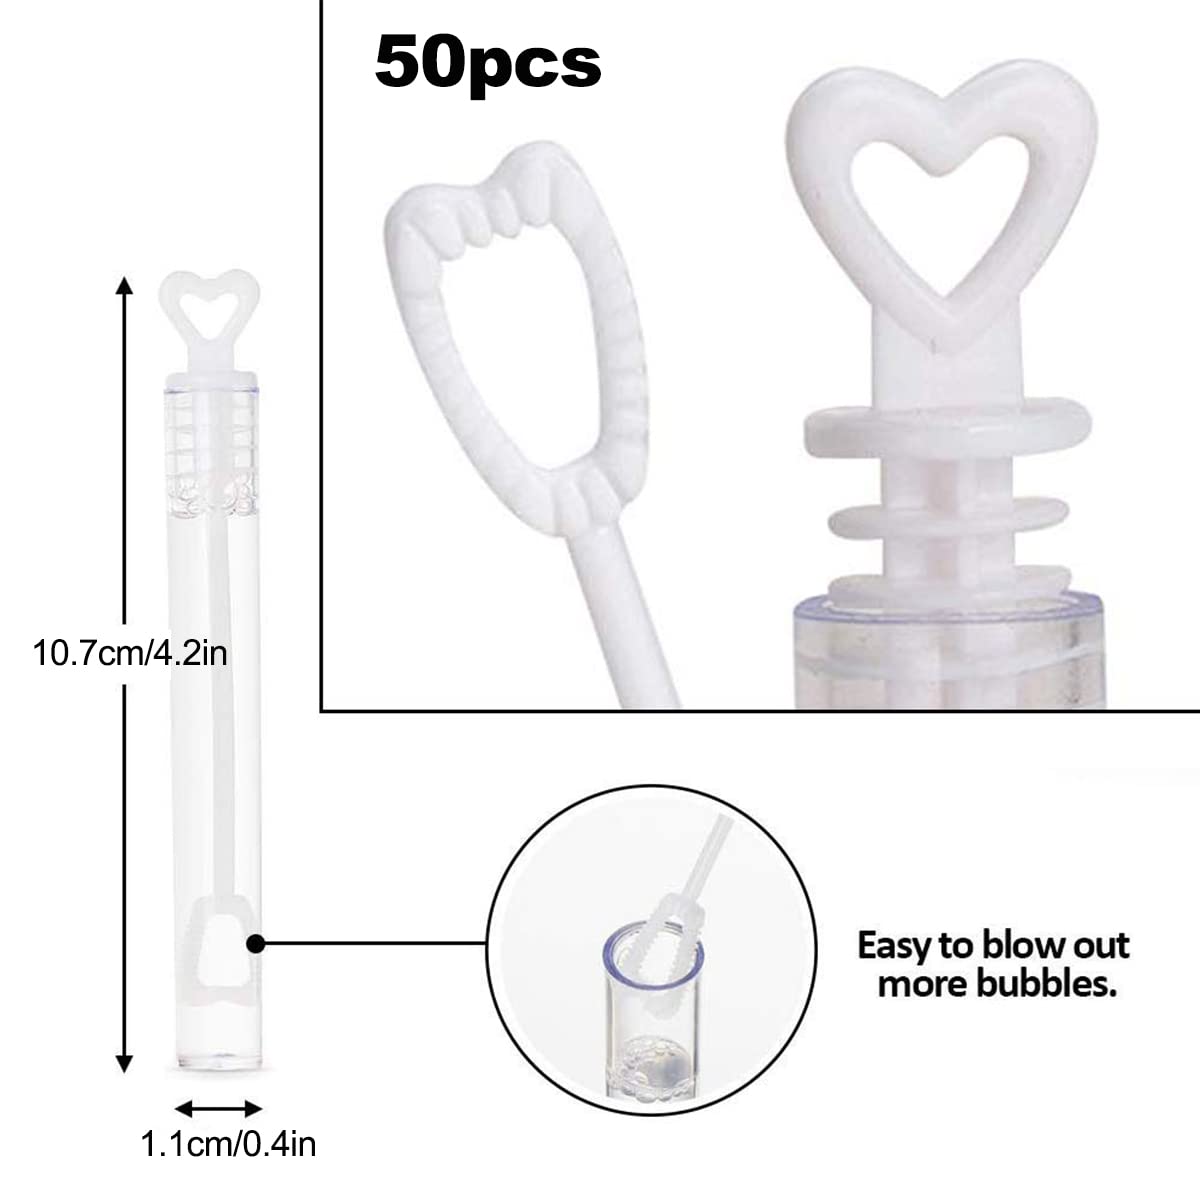 50pcs
10.7cm/4.2in
Easy to blow out
more bubbles.
1.1cm/0.4in